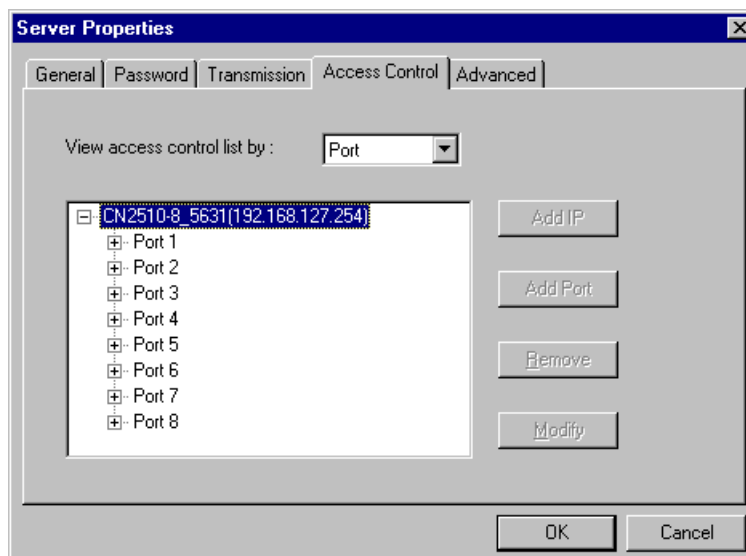 Server Properties
General Password Transmission Access Control Advanced
View access control list by : Port
CN2510-8_5631(192.168.127.254)
Port 1
Port 2
Port 3
Port 4
Port 5
Port 6
Port 7
Port 8
Add IP
Add Port
Remove
Modify
OK Cancel